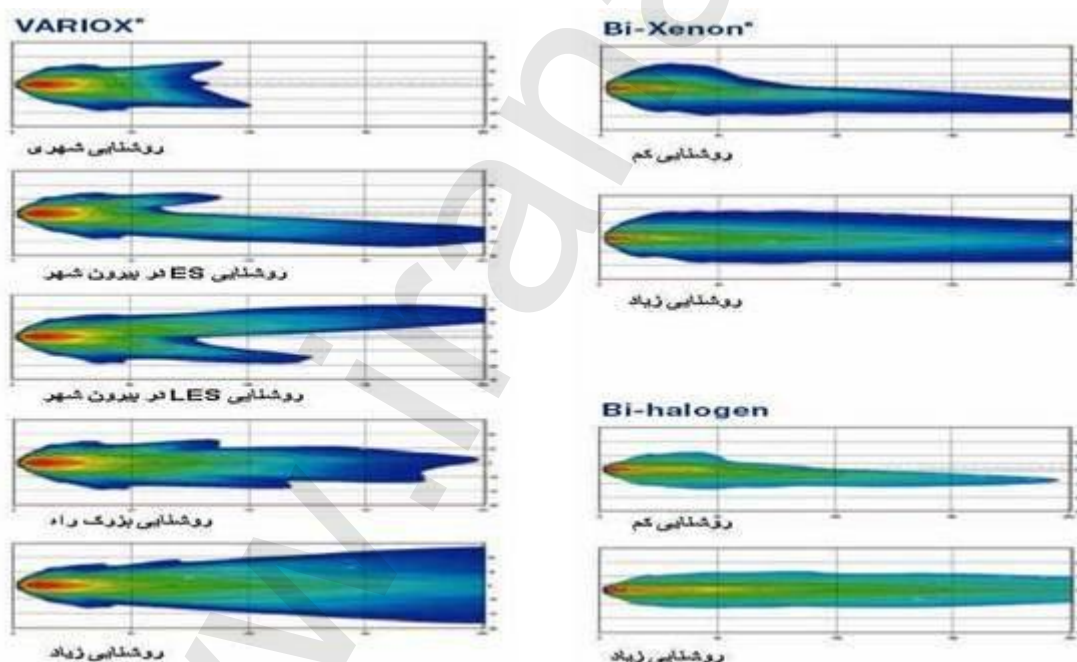 VARIOX*
روشنایی شهری
روشنایی ES در بیرون شهر
روشنایی LES در بیرون شهر
روشنایی بزرگ راه
روشنایی زیاد
Bi-Xenon*
روشنایی کم
روشنایی زیاد
Bi-halogen
روشنایی کم
روشنایی زیاد